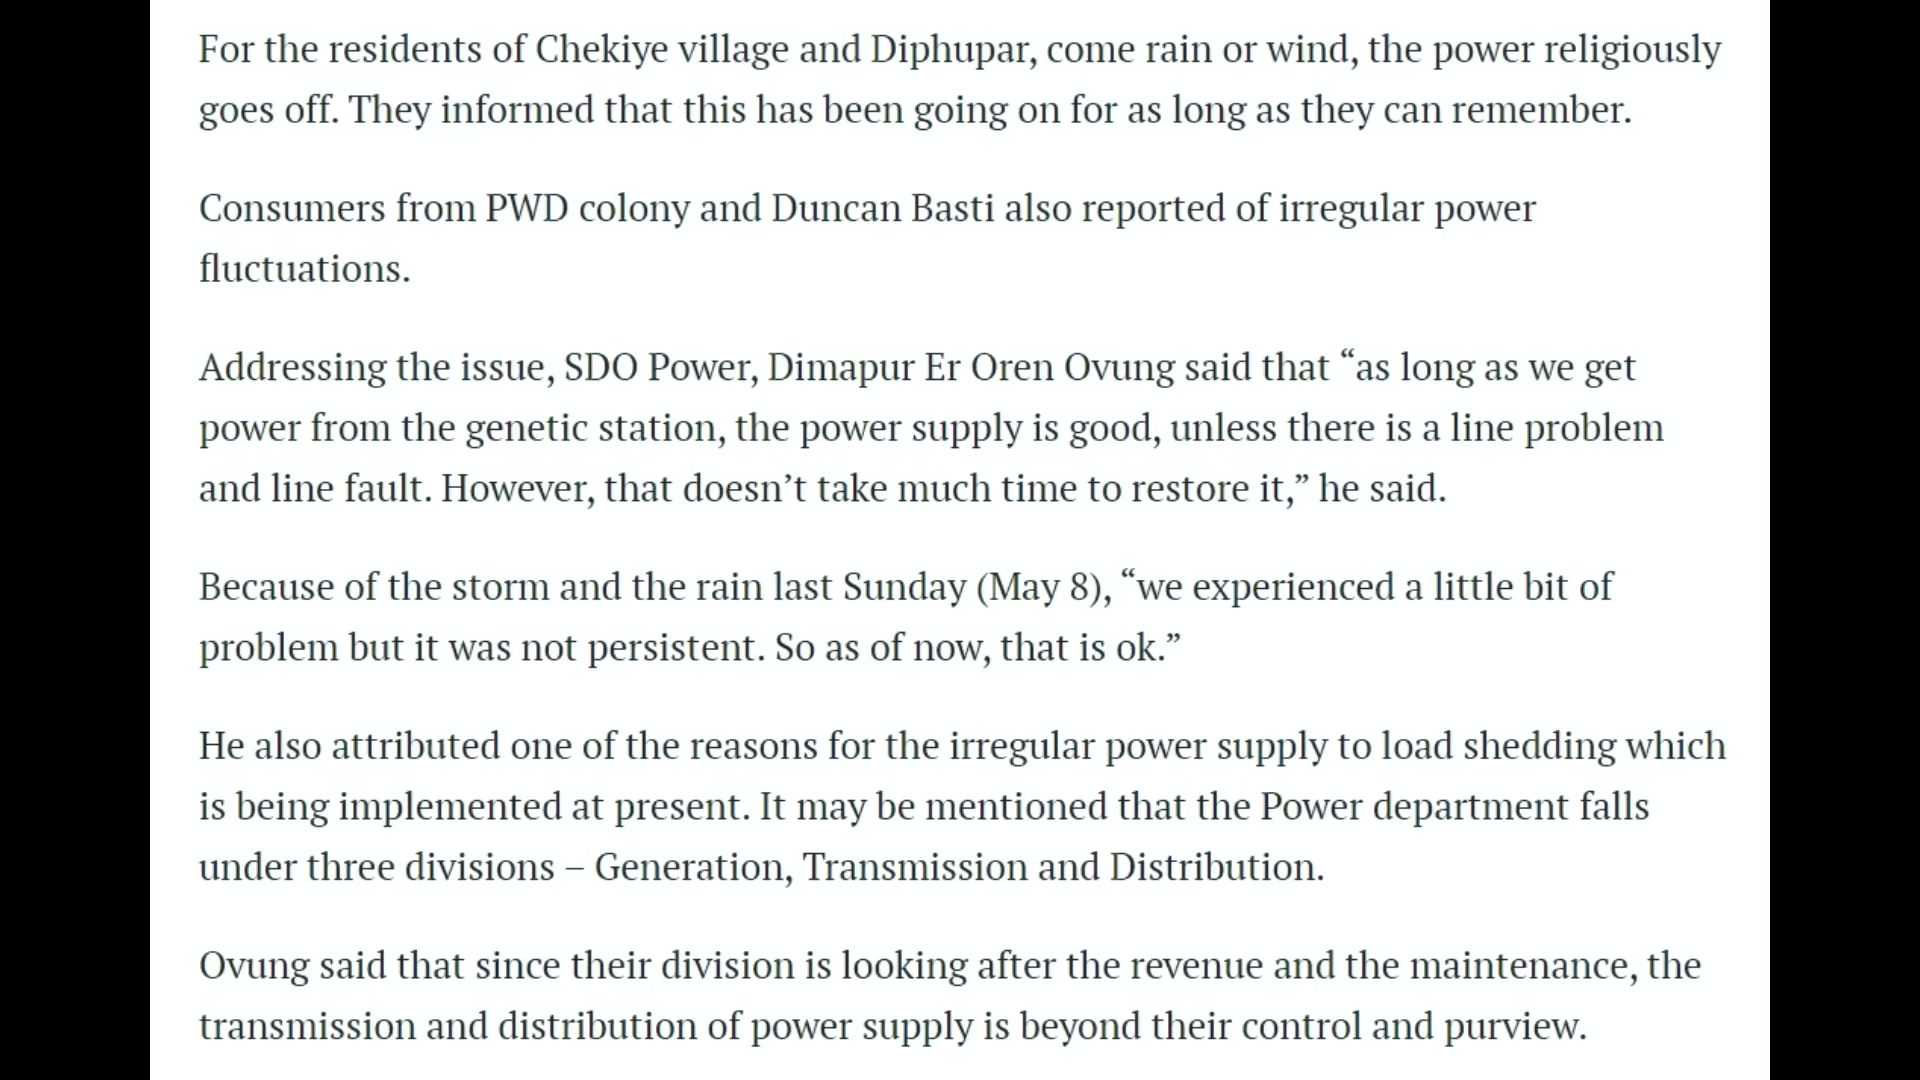 For the residents of Chekiye village and Diphupar, come rain or wind, the power religiously
goes off. They informed that this has been going on for as long as they can remember.
Consumers from PWD colony and Duncan Basti also reported of irregular power
fluctuations.
Addressing the issue, SDO Power, Dimapur Er Oren Ovung said that “as long as we get
power from the genetic station, the power supply is good, unless there is a line problem
and line fault. However, that doesn’t take much time to restore it,” he said.
Because of the storm and the rain last Sunday (May 8), “we experienced a little bit of
problem but it was not persistent. So as of now, that is ok.”
He also attributed one of the reasons for the irregular power supply to load shedding which
is being implemented at present. It may be mentioned that the Power department falls
under three divisions – Generation, Transmission and Distribution.
Ovung said that since their division is looking after the revenue and the maintenance, the
transmission and distribution of power supply is beyond their control and purview.